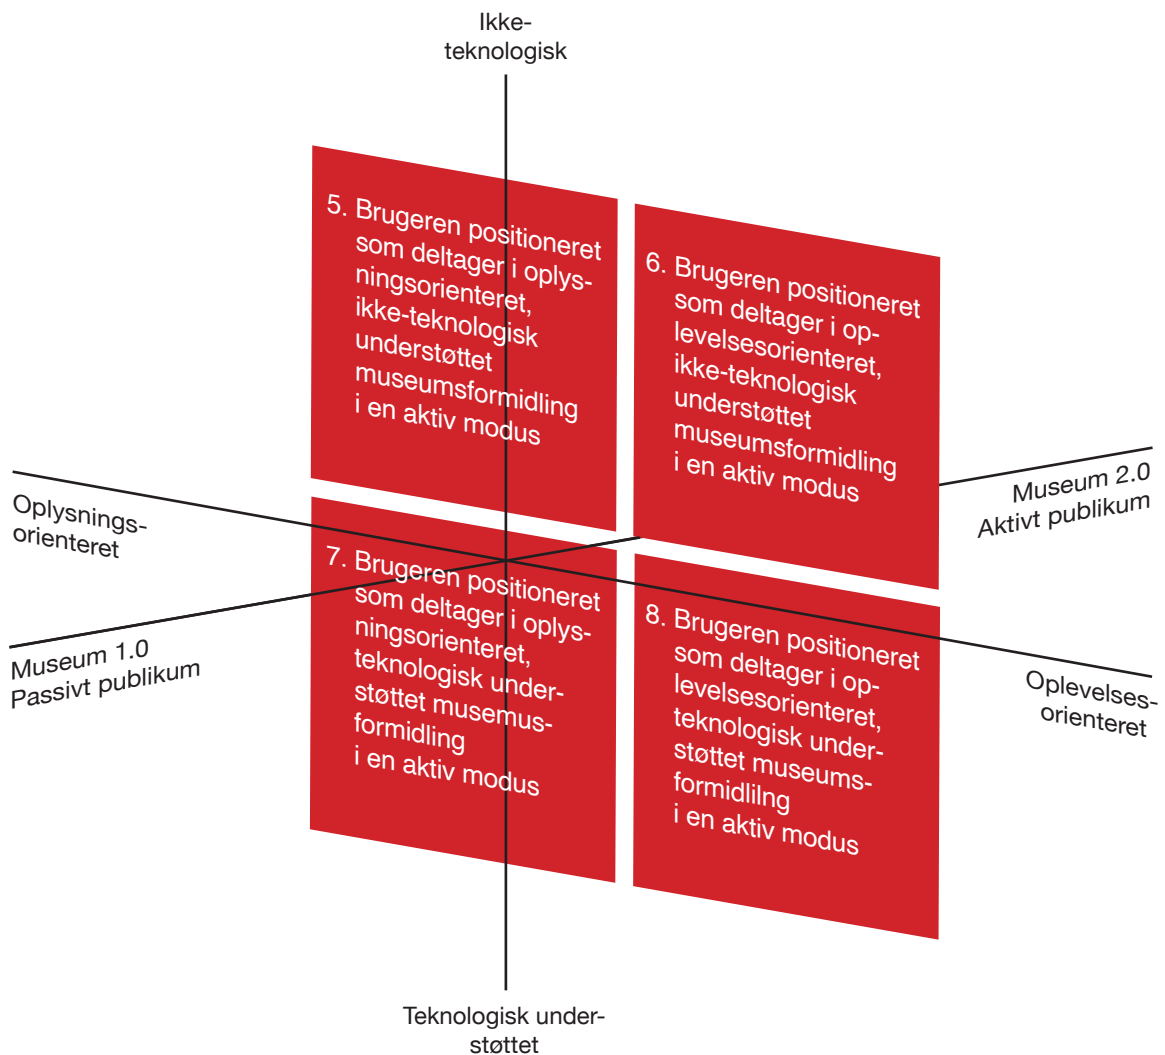 Ikke-
teknologisk
5. Brugeren positioneret
som deltager i oplys-
ningsorienteret,
ikke-teknologisk
understøttet
museumsformidling
i en aktiv modus
6. Brugeren positioneret
som deltager i op-
levelsesorienteret,
ikke-teknologisk
understøttet
museumsformidling
i en aktiv modus
Museum 2.0
Aktivt publikum
Oplysnings-
orienteret
7. Brugeren positioneret
som deltager i oplys-
ningsorienteret,
teknologisk under-
støttet musemus-
formidling
i en aktiv modus
8. Brugeren positioneret
som deltager i op-
levelsesorienteret,
teknologisk under-
støttet museums-
formidlilng
i en aktiv modus
Museum 1.0
Passivt publikum
Oplevelses-
orienteret
Teknologisk under-
støttet